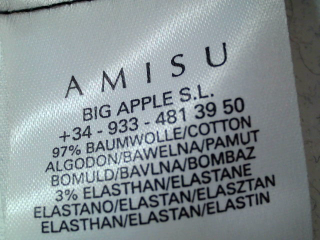 AMISU
BIG APPLE S.L.
+34 - 933 - 481 39 50
97% BAUMWOLLE/COTTON
ALGODON/BAWELNA/PAMUT
BOMULD/BAVLNA/BOMBAZ
3% ELASTHAN/ELASTANE
ELASTANO/ELASTAN/ELASZTAN
ELASTHAN/ELASTAN/ELASTIN